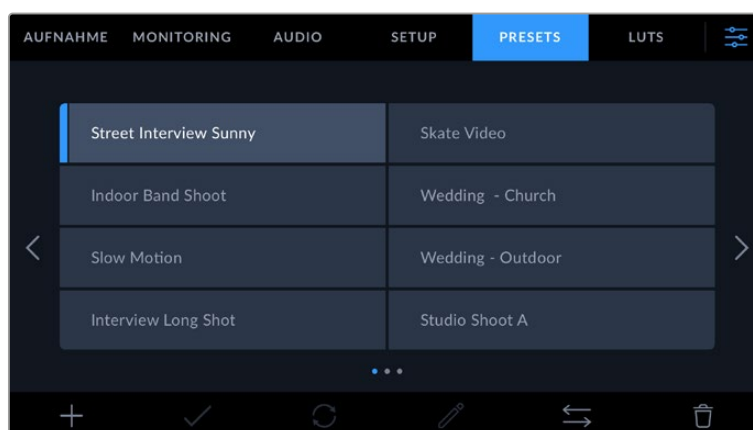 AUFNAHME MONITORING AUDIO SETUP PRESETS LUTS
Street Interview Sunny
Skate Video
Indoor Band Shoot
Wedding - Church
Slow Motion
Wedding - Outdoor
Interview Long Shot
Studio Shoot A